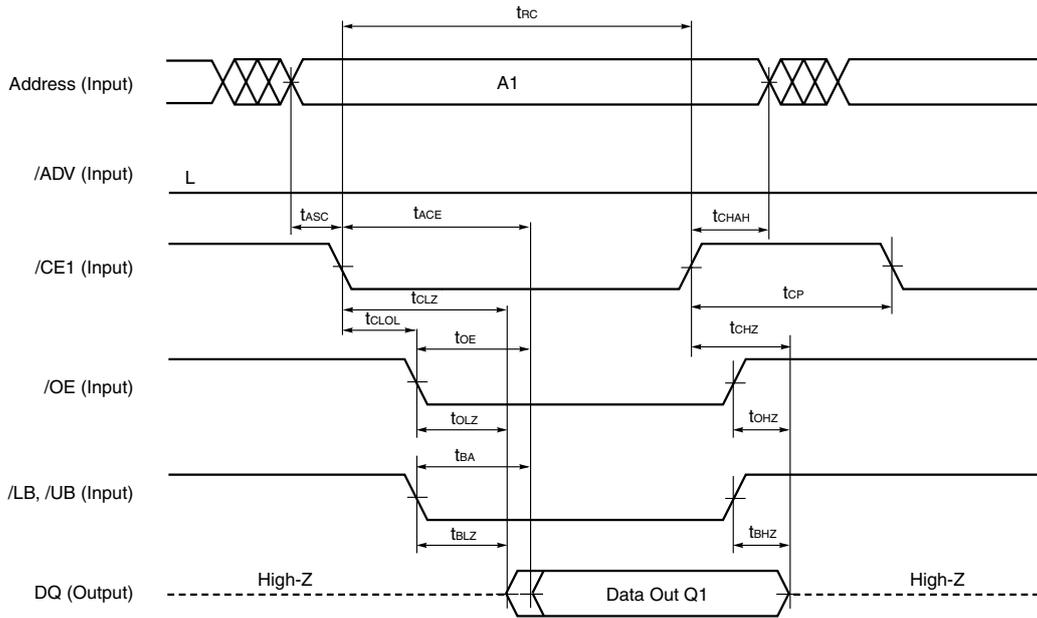 tRC
Address (Input)
A1
/ADV (Input)
L
tASC
tACE
tCHAH
/CE1 (Input)
tCLZ
tCP
tCLOL
tOE
tCHZ
/OE (Input)
tOLZ
tOHZ
tBA
/LB, /UB (Input)
tBLZ
tBHZ
High-Z
High-Z
DQ (Output)
Data Out Q1